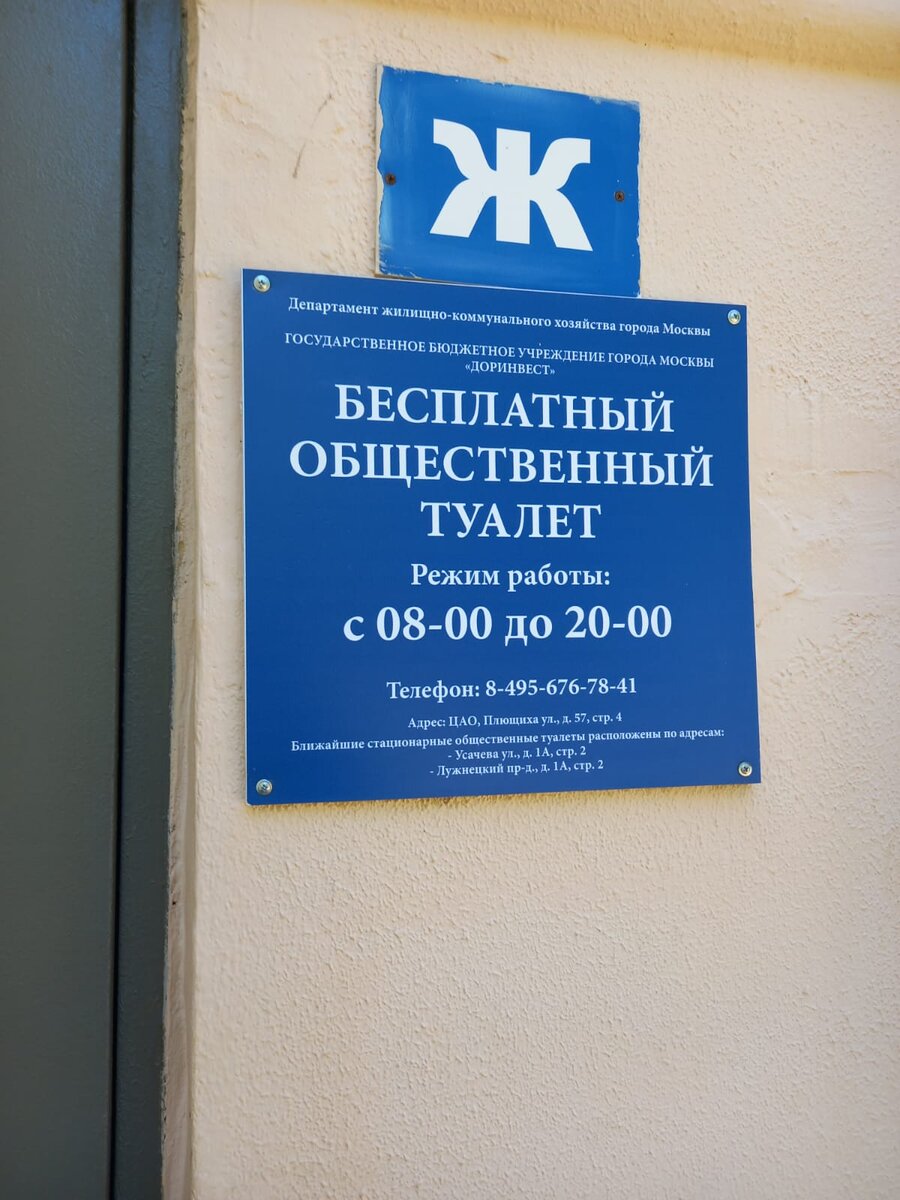 Ж
Департамент жилищно-коммунального хозяйства города Москвы
ГОСУДАРСТВЕННОЕ БЮДЖЕТНОЕ УЧРЕЖДЕНИЕ ГОРОДА МОСКВЫ
«ДОРИНВЕСТ»
БЕСПЛАТНЫЙ
ОБЩЕСТВЕННЫЙ
ТУАЛЕТ
Режим работы:
с 08-00 до 20-00
Телефон: 8-495-676-78-41
Адрес: ЦАО, Плющиха ул., д. 57, стр. 4
Ближайшие стационарные общественные туалеты расположены по адресам:
- Усачева ул., д. 1А, стр. 2
- Лужнецкий пр-д., д. 1А, стр. 2